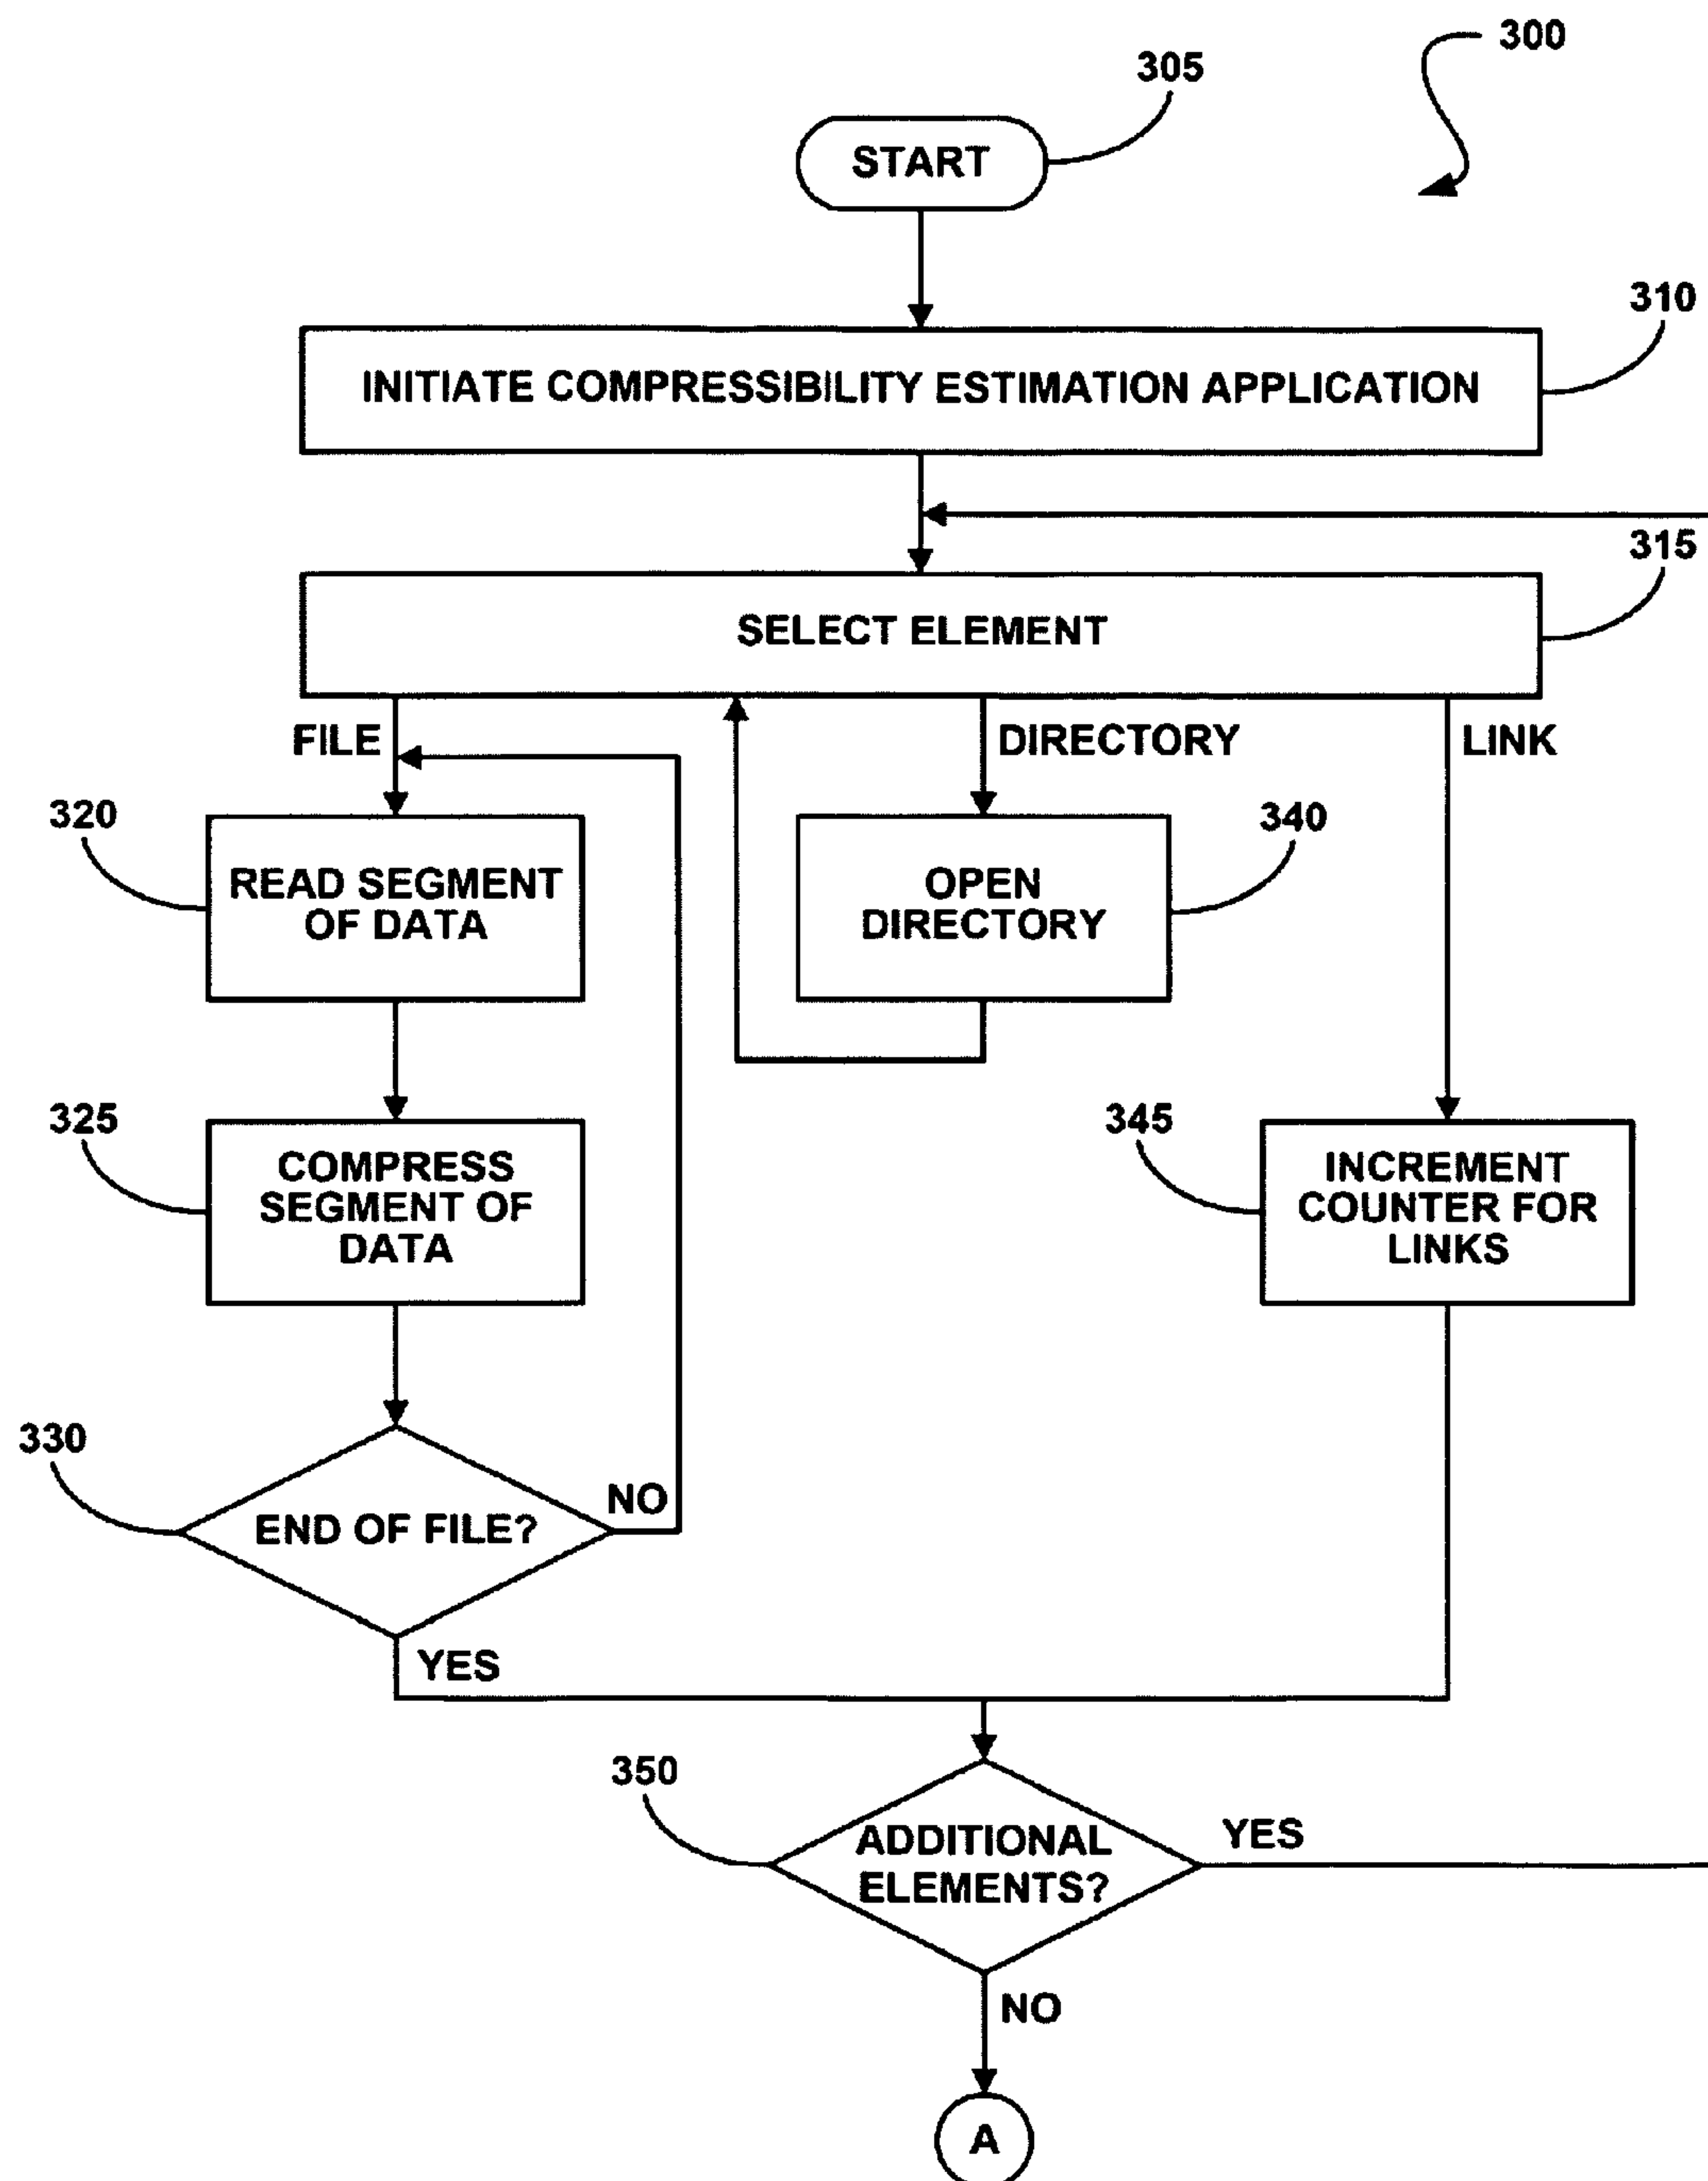 300
305
START
310
INITIATE COMPRESSIBILITY ESTIMATION APPLICATION
315
SELECT ELEMENT
FILE
DIRECTORY
LINK
320
READ SEGMENT
OF DATA
340
OPEN
DIRECTORY
325
COMPRESS
SEGMENT OF
DATA
345
INCREMENT
COUNTER FOR
LINKS
330
END OF FILE?
NO
YES
350
ADDITIONAL
ELEMENTS?
YES
NO
A